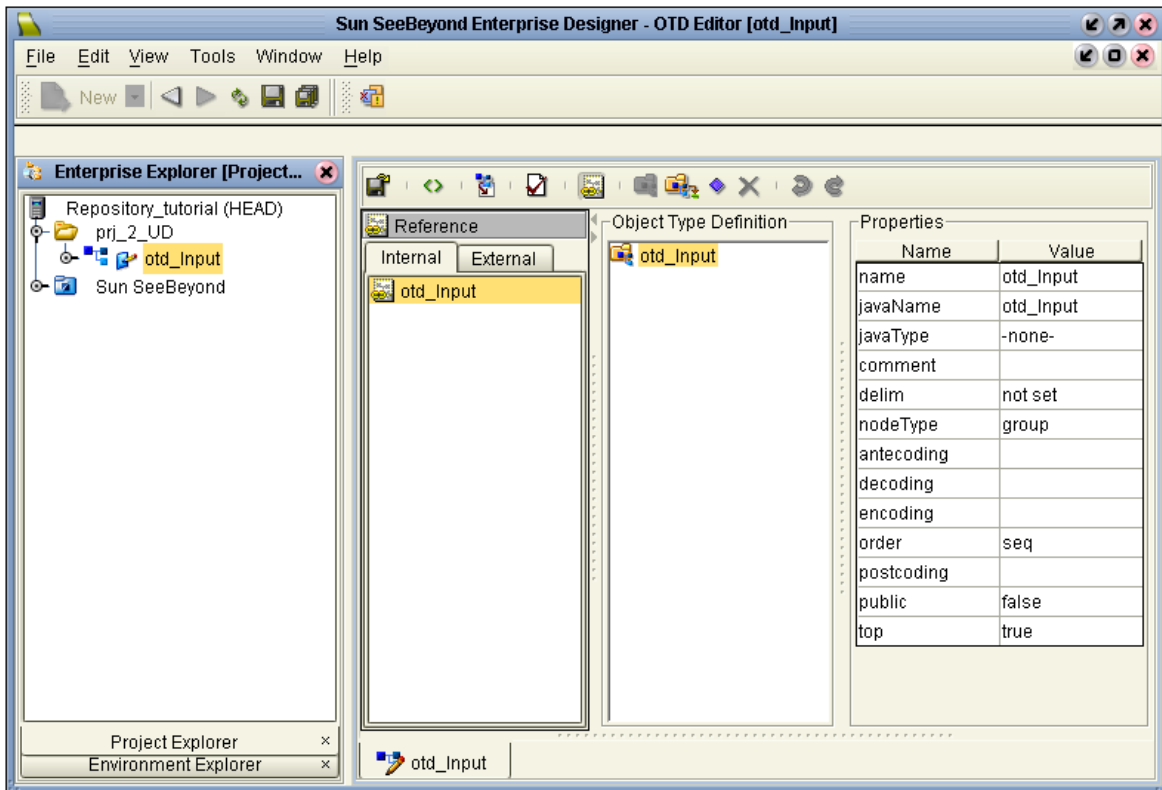 Sun SeeBeyond Enterprise Designer - OTD Editor [otd_Input]
File Edit View Tools Window Help
New
Enterprise Explorer [Project...
Repository_tutorial (HEAD)
prj_2_UD
otd_Input
Sun SeeBeyond
Project Explorer
Environment Explorer
Reference
Internal External
otd_Input
Object Type Definition
otd_Input
Properties
Name Value
name otd_Input
javaName otd_Input
javaType -none-
comment
delim not set
nodeType group
antecoding
decoding
encoding
order seq
postcoding
public false
top true
otd_Input